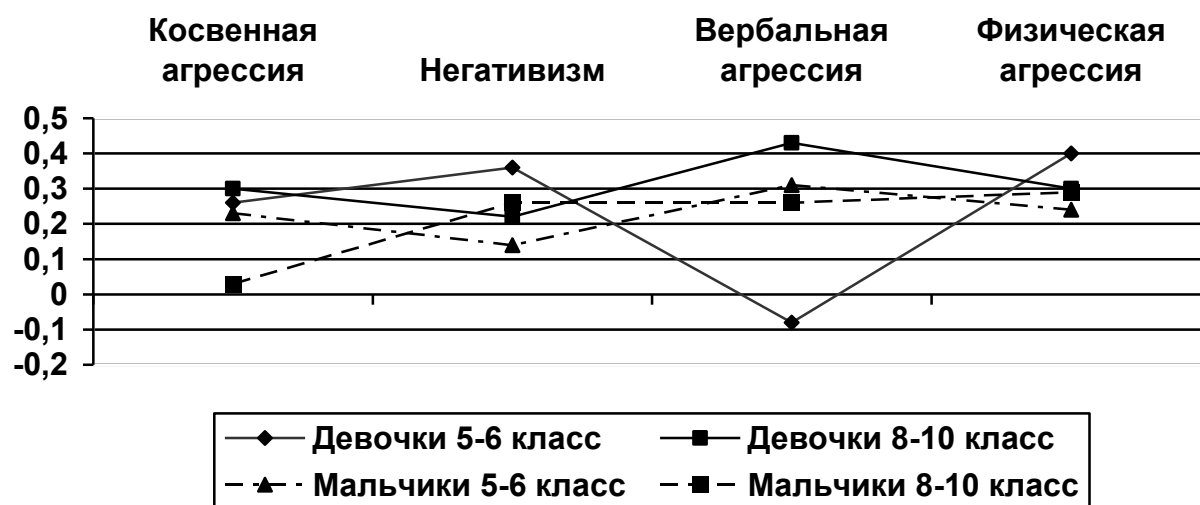 Косвенная агрессия
Негативизм
Вербальная агрессия
Физическая агрессия
0,5
0,4
0,3
0,2
0,1
0
-0,1
-0,2
Девочки 5-6 класс
Девочки 8-10 класс
Мальчики 5-6 класс
Мальчики 8-10 класс